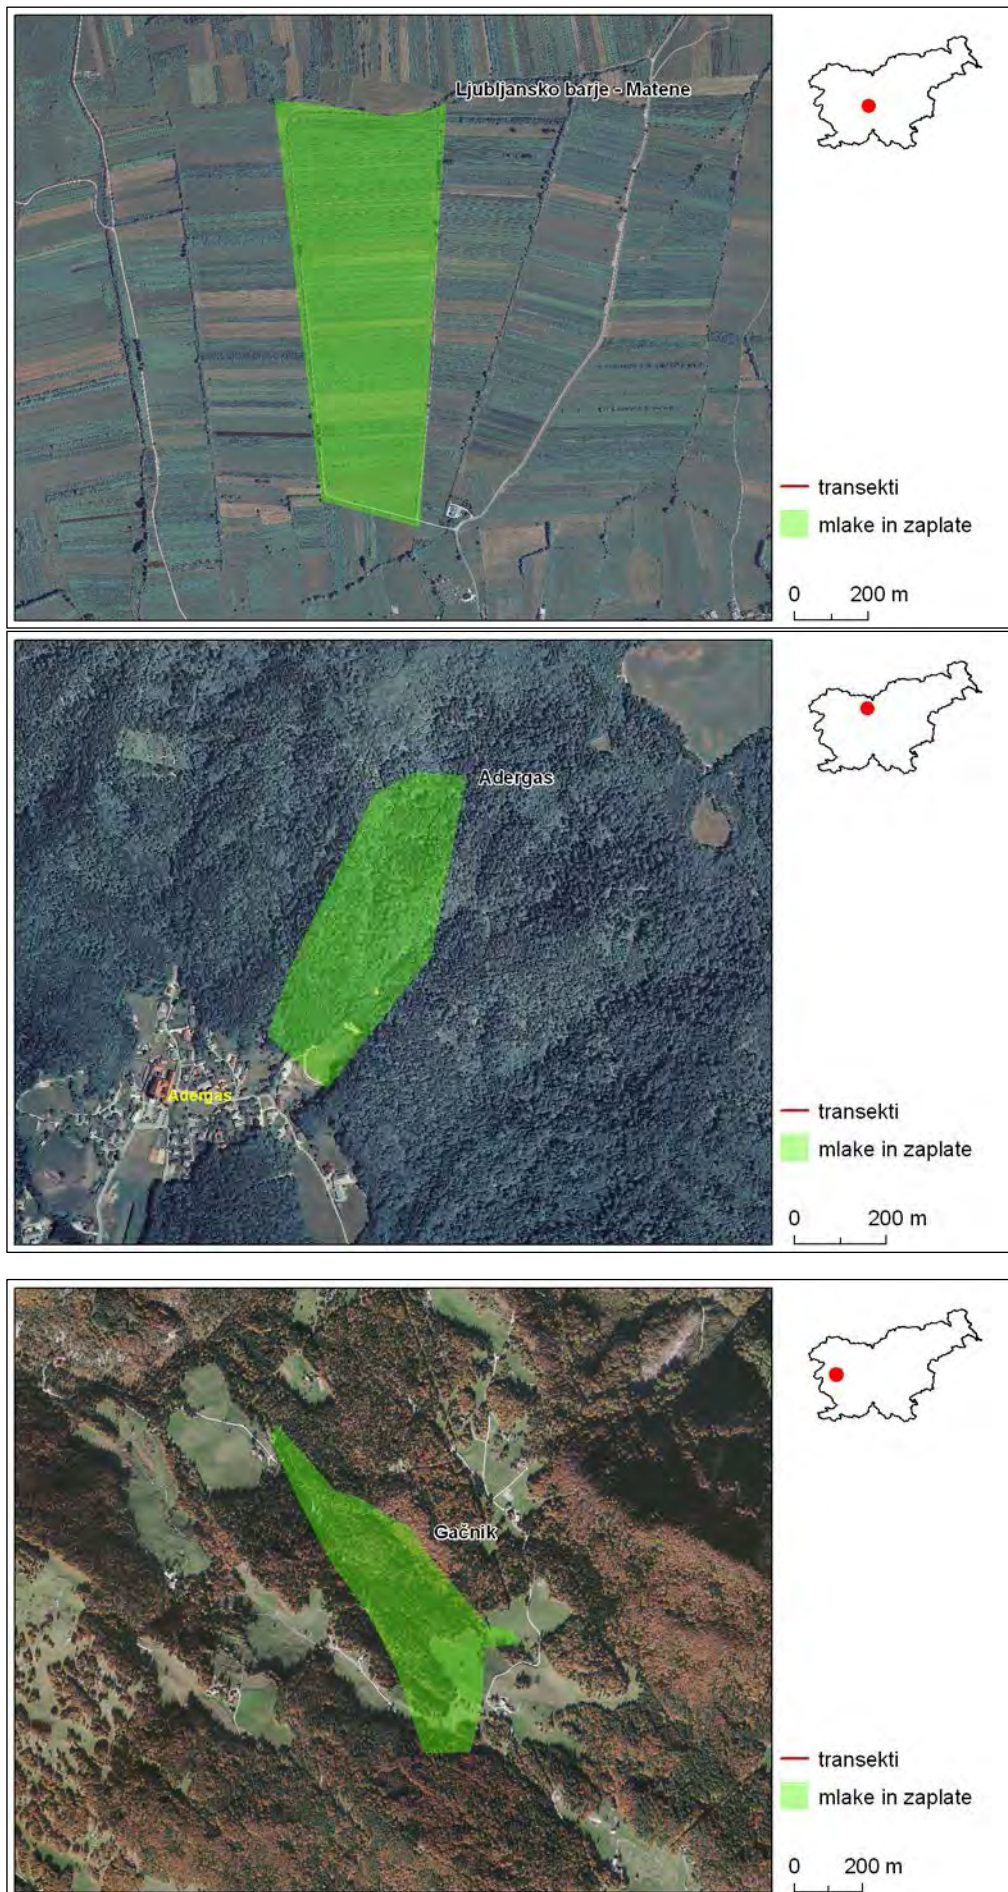 Ljubljansko barje - Matene
transekti
mlake in zaplate
0 200 m
Adergas
Adergas
transekti
mlake in zaplate
0 200 m
Gačnik
transekti
mlake in zaplate
0 200 m